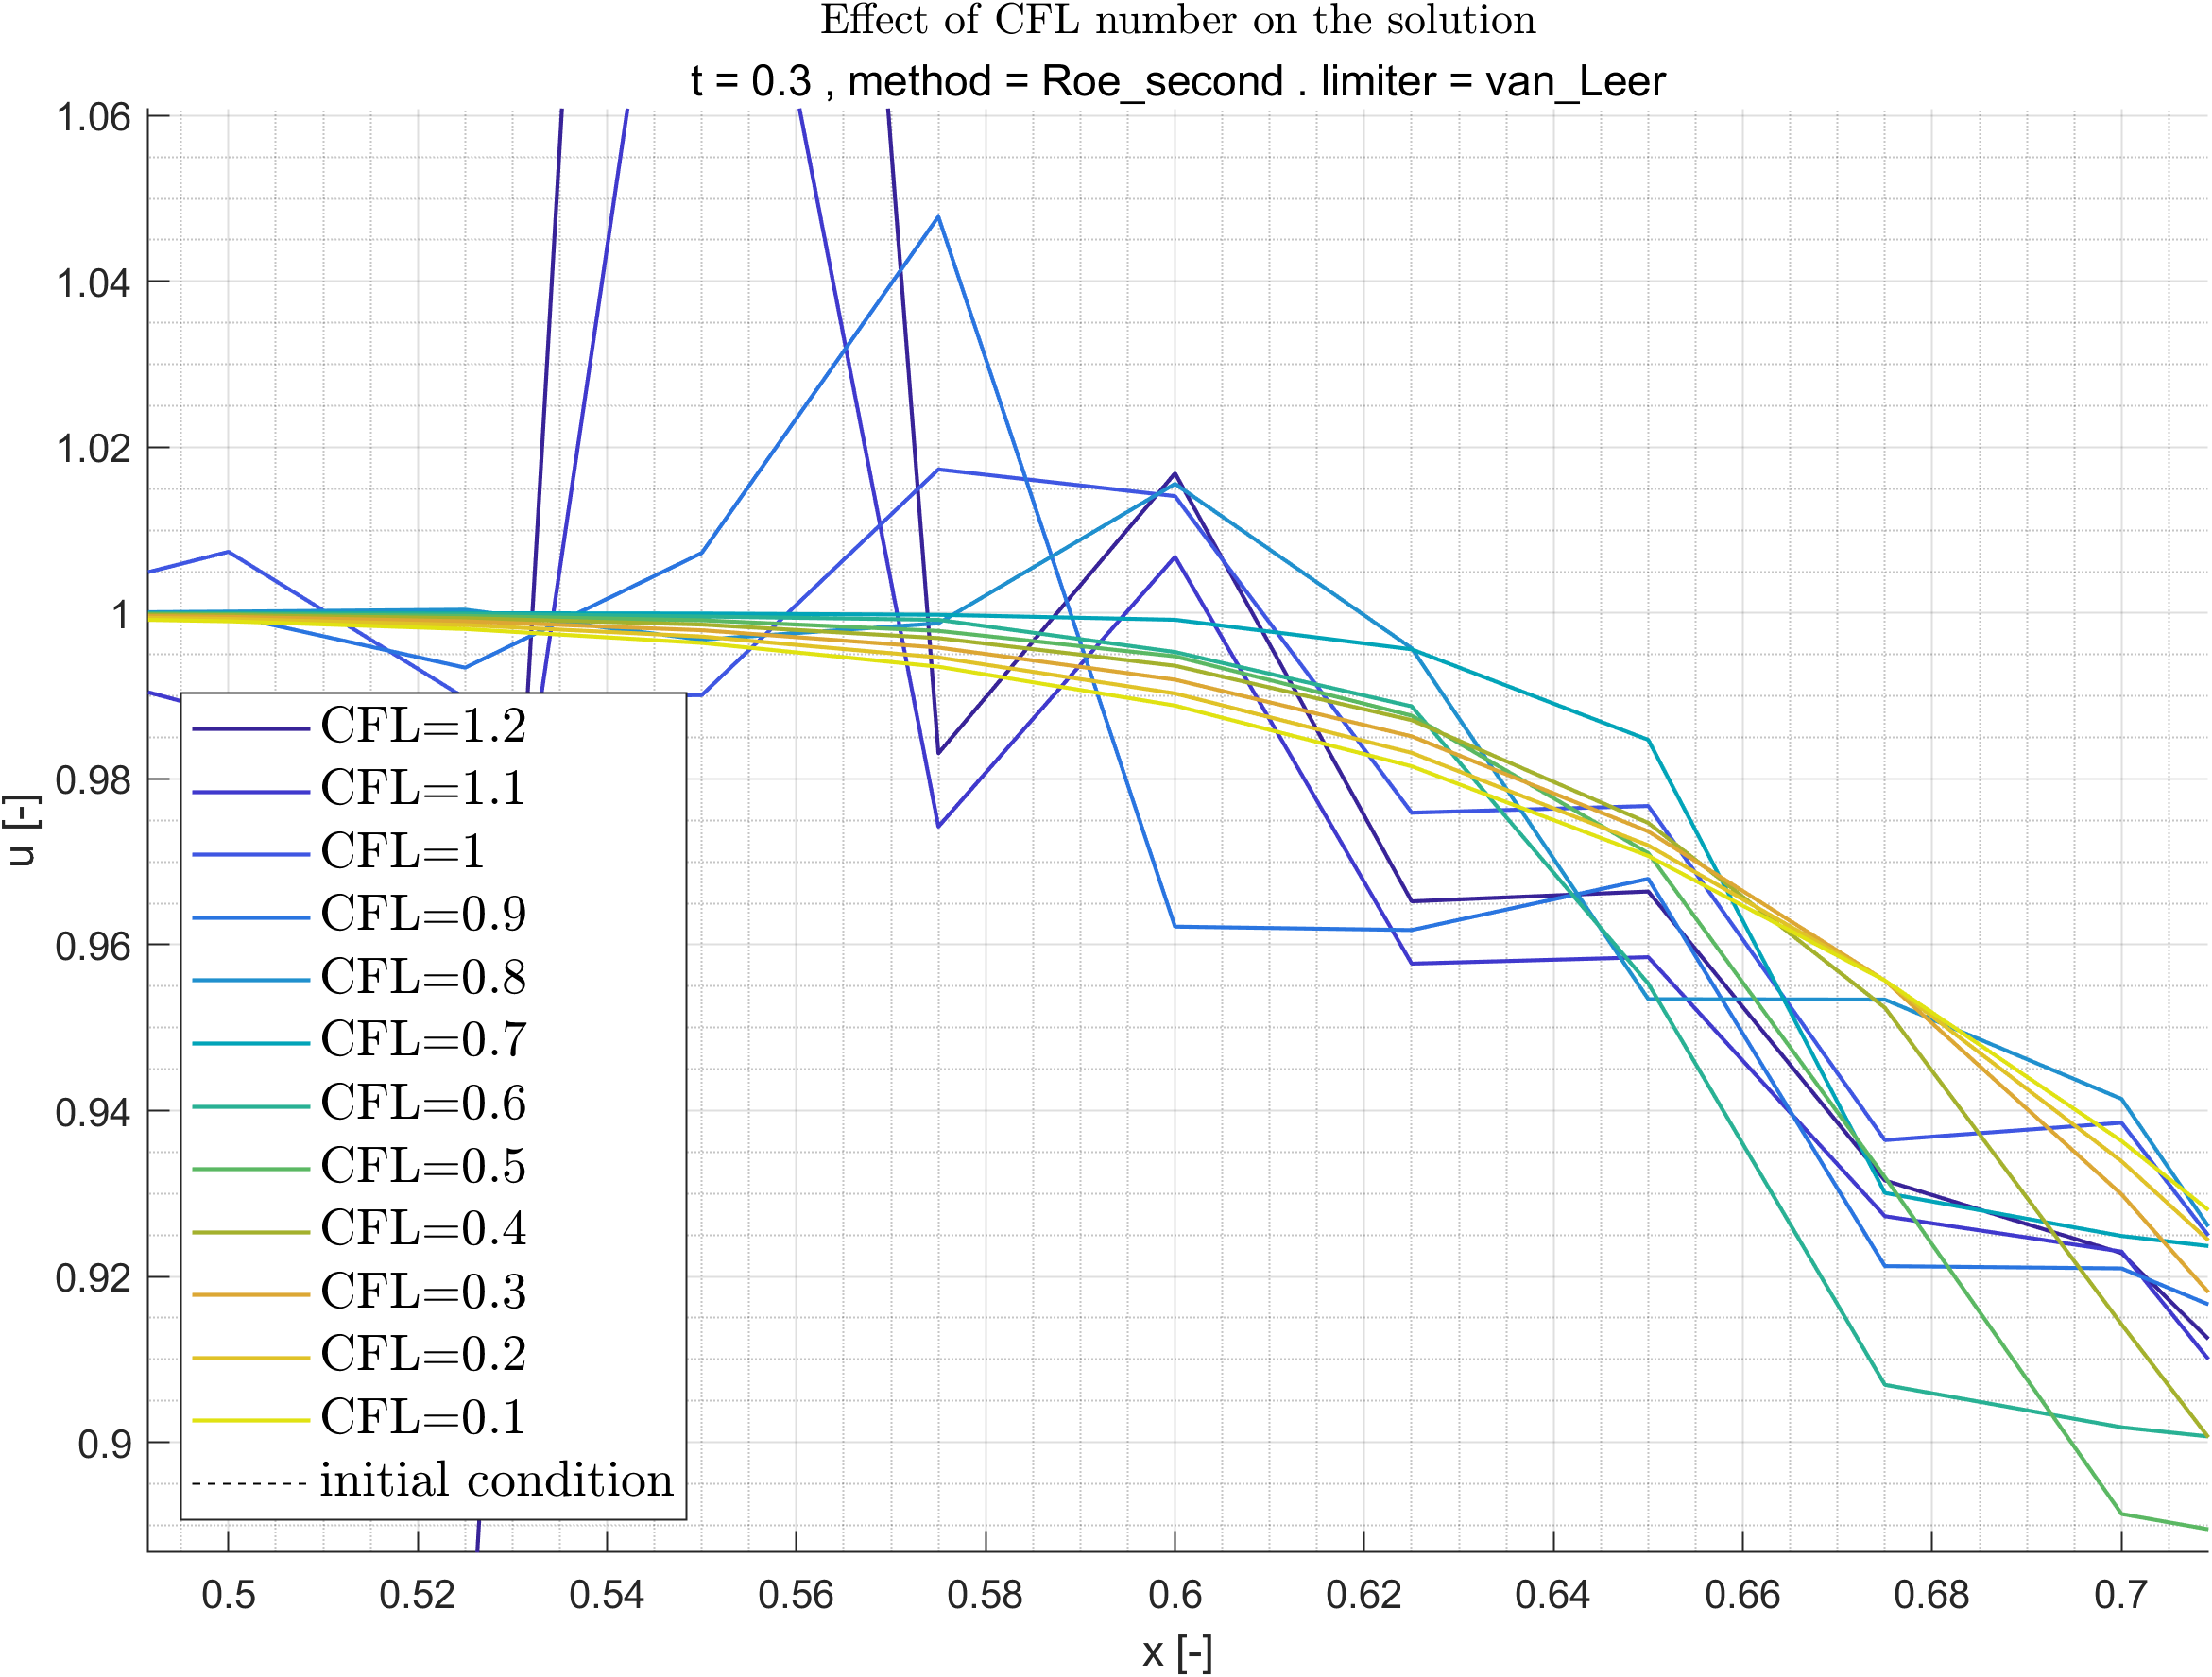 Effect of CFL number on the solution
t = 0.3 , method = Roe_second . limiter = van_Leer
1.06
1.04
1.02
1
0.98
0.96
0.94
0.92
0.9
u [-]
CFL=1.2
CFL=1.1
CFL=1
CFL=0.9
CFL=0.8
CFL=0.7
CFL=0.6
CFL=0.5
CFL=0.4
CFL=0.3
CFL=0.2
CFL=0.1
initial condition
0.5 0.52 0.54 0.56 0.58 0.6 0.62 0.64 0.66 0.68 0.7
x [-]